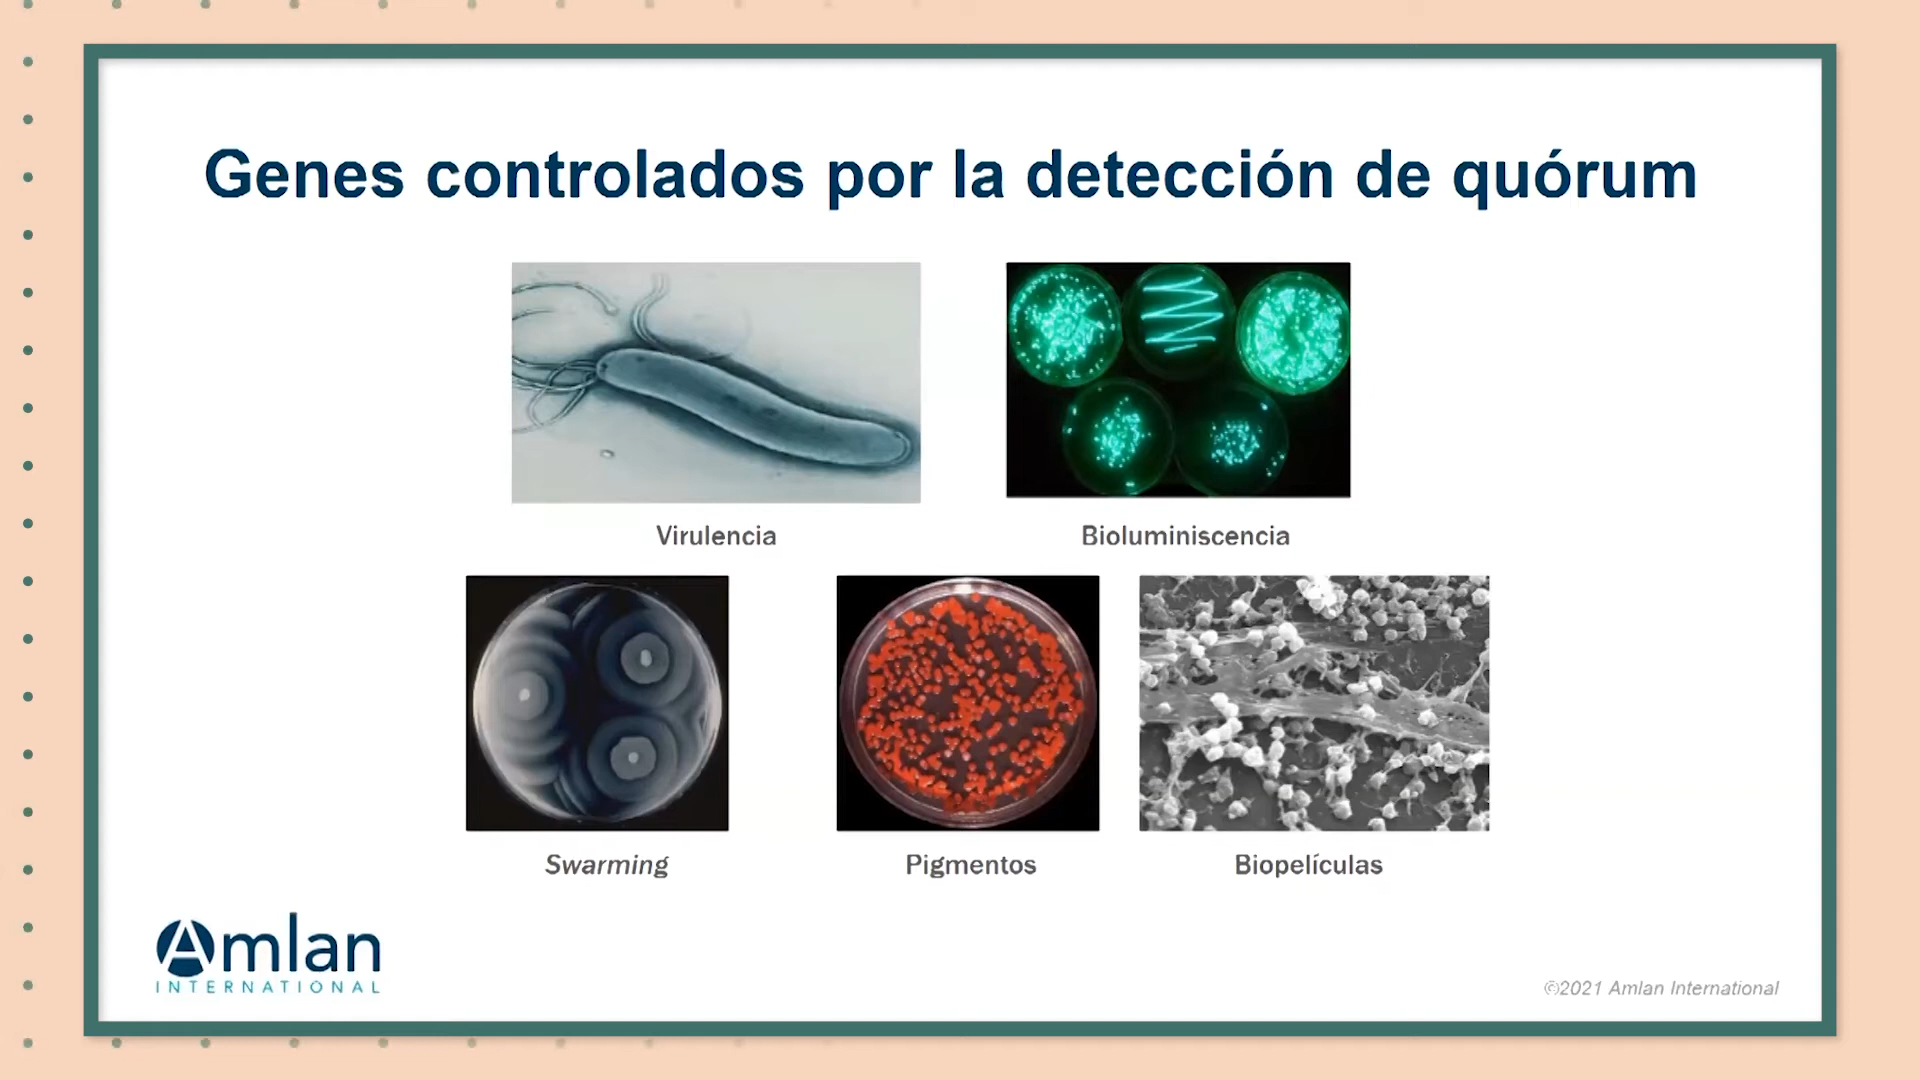 Genes controlados por la detección de quórum
Virulencia
Bioluminiscencia
Swarming
Pigmentos
Biopelículas
Amlan
INTERNATIONAL
©2021 Amlan International